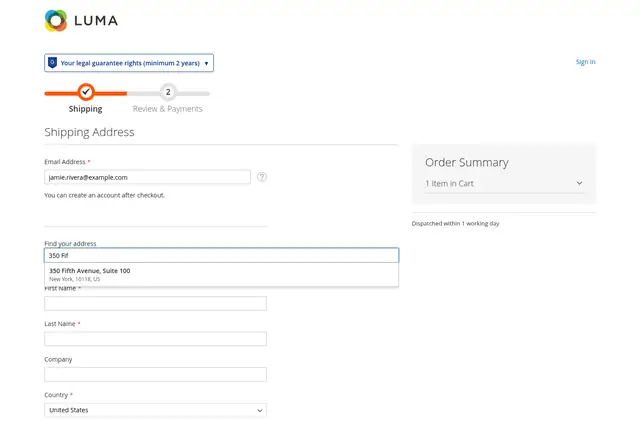 LUMA
Your legal guarantee rights (minimum 2 years) ▼
Sign In
2
Shipping
Review & Payments
Shipping Address
Email Address *
jamie.rivera@example.com
?
You can create an account after checkout.
Order Summary
1 Item in Cart
Dispatched within 1 working day
Find your address
350 Fif
350 Fifth Avenue, Suite 100
New York, 10118, US
First Name *
Last Name *
Company
Country *
United States